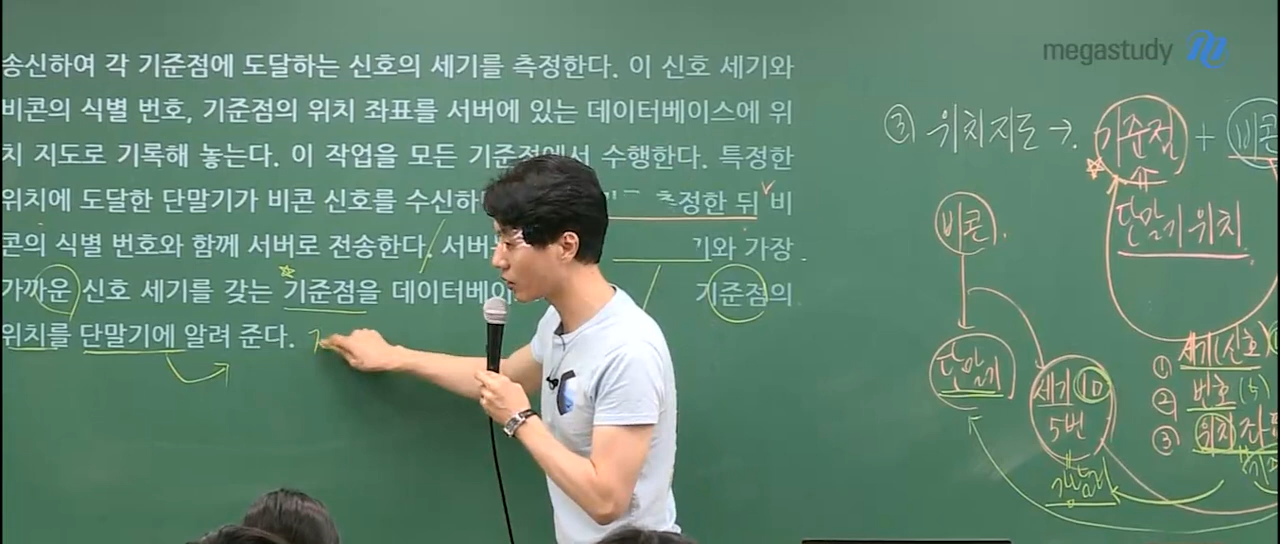 megastudy
송신하여 각 기준점에 도달하는 신호의 세기를 측정한다. 이 신호 세기와
비콘의 식별 번호, 기준점의 위치 좌표를 서버에 있는 데이터베이스에 위
치 지도로 기록해 놓는다. 이 작업을 모든 기준점에서 수행한다. 특정한
위치에 도달한 단말기가 비콘 신호를 수신하 측정한 뒤 비
콘의 식별 번호와 함께 서버로 전송한다. 서버 기와 가장
가까운 신호 세기를 갖는 기준점을 데이터베이 기준점의
위치를 단말기에 알려 준다.
③ 위치지도 → 기준점 + 비콘
단말기 위치
비콘
단말기
세기 10
5번
① 세기(신호)
② 번호
③ 위치